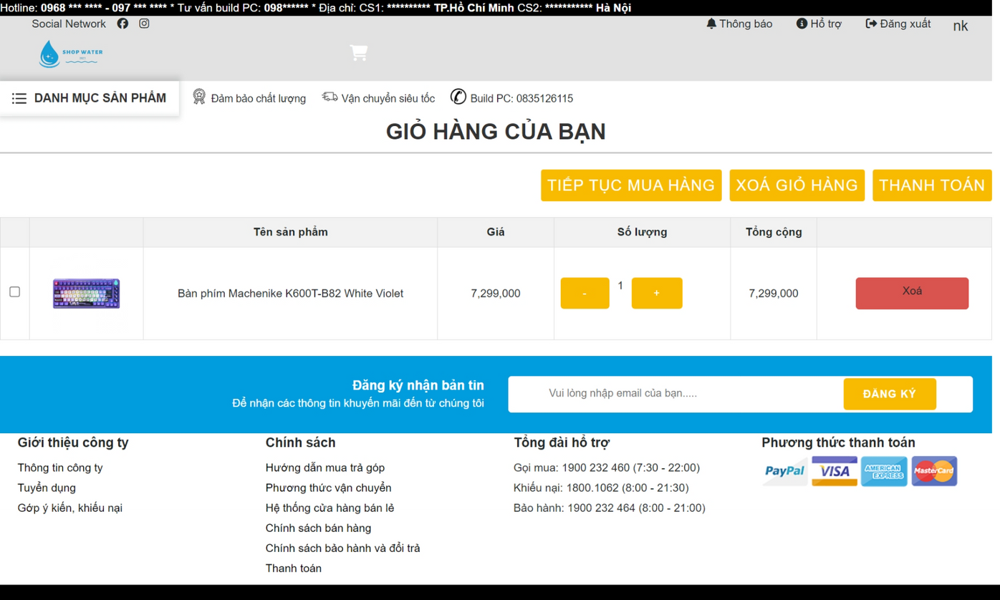 Hotline: 0968 *** **** - 097 *** **** * Tư vấn build PC: 098****** * Địa chỉ: CS1: ********** TP.Hồ Chí Minh CS2: *********** Hà Nội
Social Network
Thông báo
Hổ trợ
Đăng xuất
nk
SHOP WATER
DANH MỤC SẢN PHẨM
Đảm bảo chất lượng
Vận chuyển siêu tốc
Build PC: 0835126115
GIỎ HÀNG CỦA BẠN
TIẾP TỤC MUA HÀNG
XOÁ GIỎ HÀNG
THANH TOÁN
Tên sản phẩm
Giá
Số lượng
Tổng cộng
Bàn phím Machenike K600T-B82 White Violet
7,299,000
-
1
+
7,299,000
Xoá
Đăng ký nhận bản tin
Để nhận các thông tin khuyến mãi đến từ chúng tôi
Vui lòng nhập email của bạn.....
ĐĂNG KÝ
Giới thiệu công ty
Thông tin công ty
Tuyển dụng
Góp ý kiến, khiếu nại
Chính sách
Hướng dẫn mua trả góp
Phương thức vận chuyển
Hệ thống cửa hàng bán lẻ
Chính sách bán hàng
Chính sách bảo hành và đổi trả
Thanh toán
Tổng đài hổ trợ
Gọi mua: 1900 232 460 (7:30 - 22:00)
Khiếu nại: 1800.1062 (8:00 - 21:30)
Bảo hành: 1900 232 464 (8:00 - 21:00)
Phương thức thanh toán
PayPal
VISA
AMERICAN EXPRESS
MasterCard